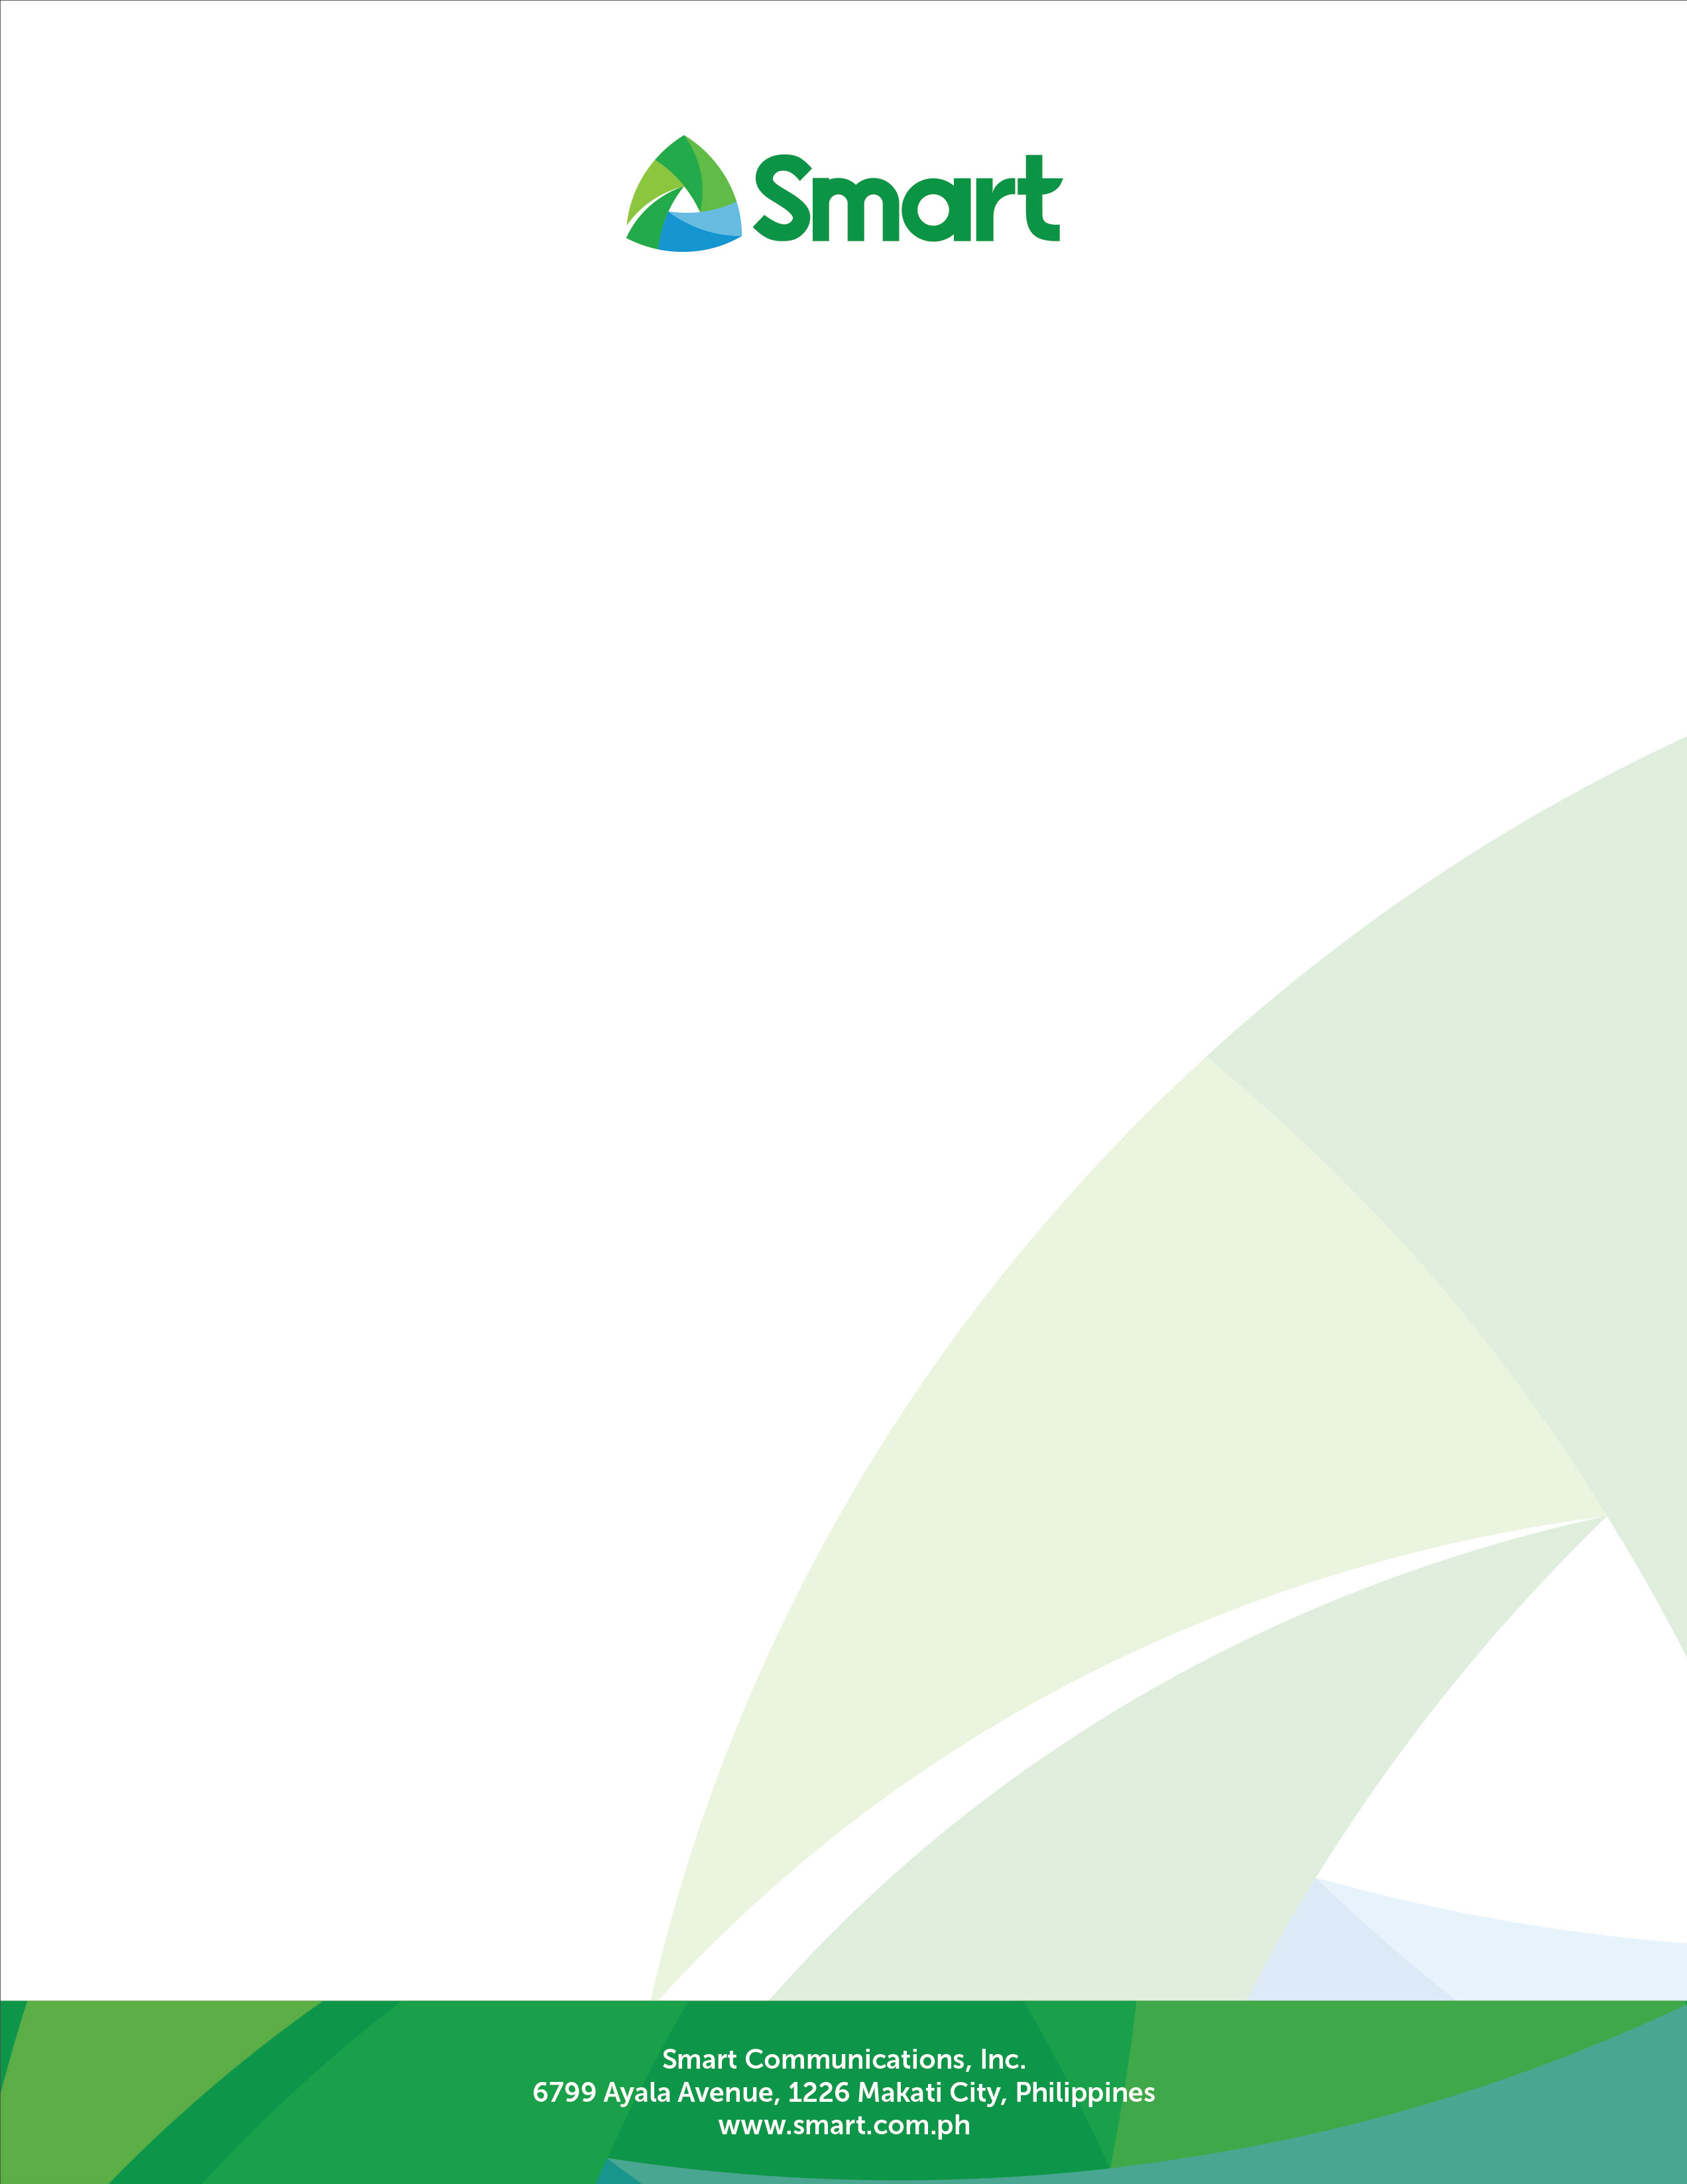 Smart
Smart Communications, Inc.
6799 Ayala Avenue, 1226 Makati City, Philippines
www.smart.com.ph